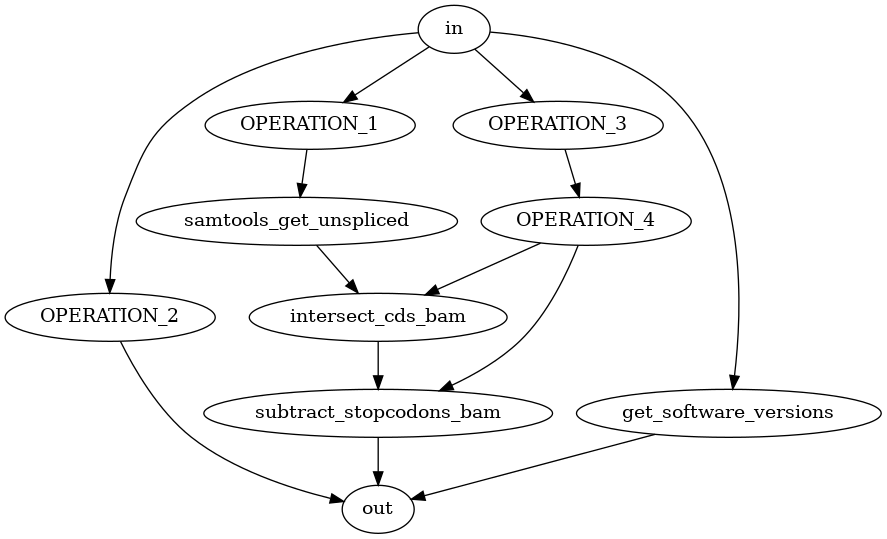 in
OPERATION_1
OPERATION_3
samtools_get_unspliced
OPERATION_4
OPERATION_2
intersect_cds_bam
subtract_stopcodons_bam
get_software_versions
out